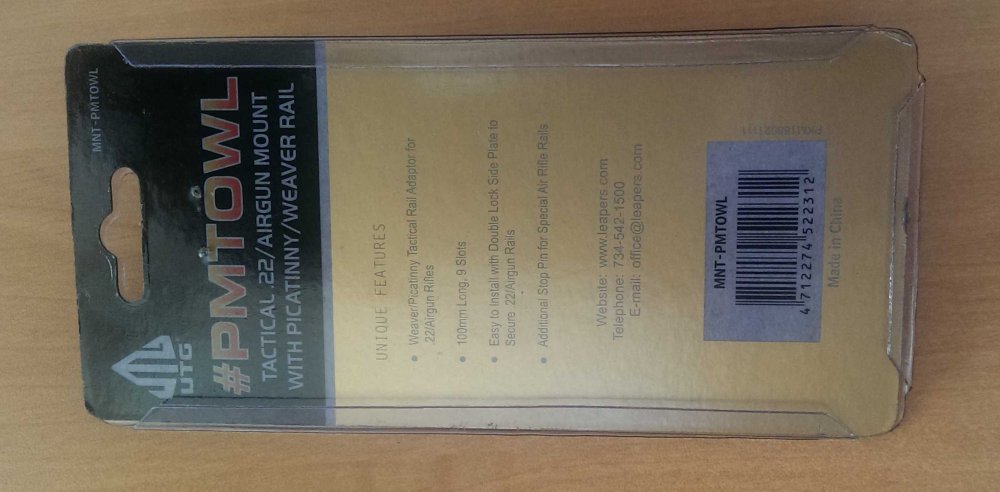 MNT-PMTOWL
UTG
#PMTOWL
TACTICAL .22/AIRGUN MOUNT
WITH PICATINNY/WEAVER RAIL
UNIQUE FEATURES
• Weaver/Picatinny Tactical Rail Adaptor for
.22/Airgun Rifles
• 100mm Long, 9 Slots
• Easy to Install with Double Lock Side Plate to
Secure .22/Airgun Rails
• Additional Stop Pin for Special Air Rifle Rails
Website: www.leapers.com
Telephone: 734-542-1500
E-mail: office@leapers.com
MNT-PMTOWL
4 712274 522312
Made in China